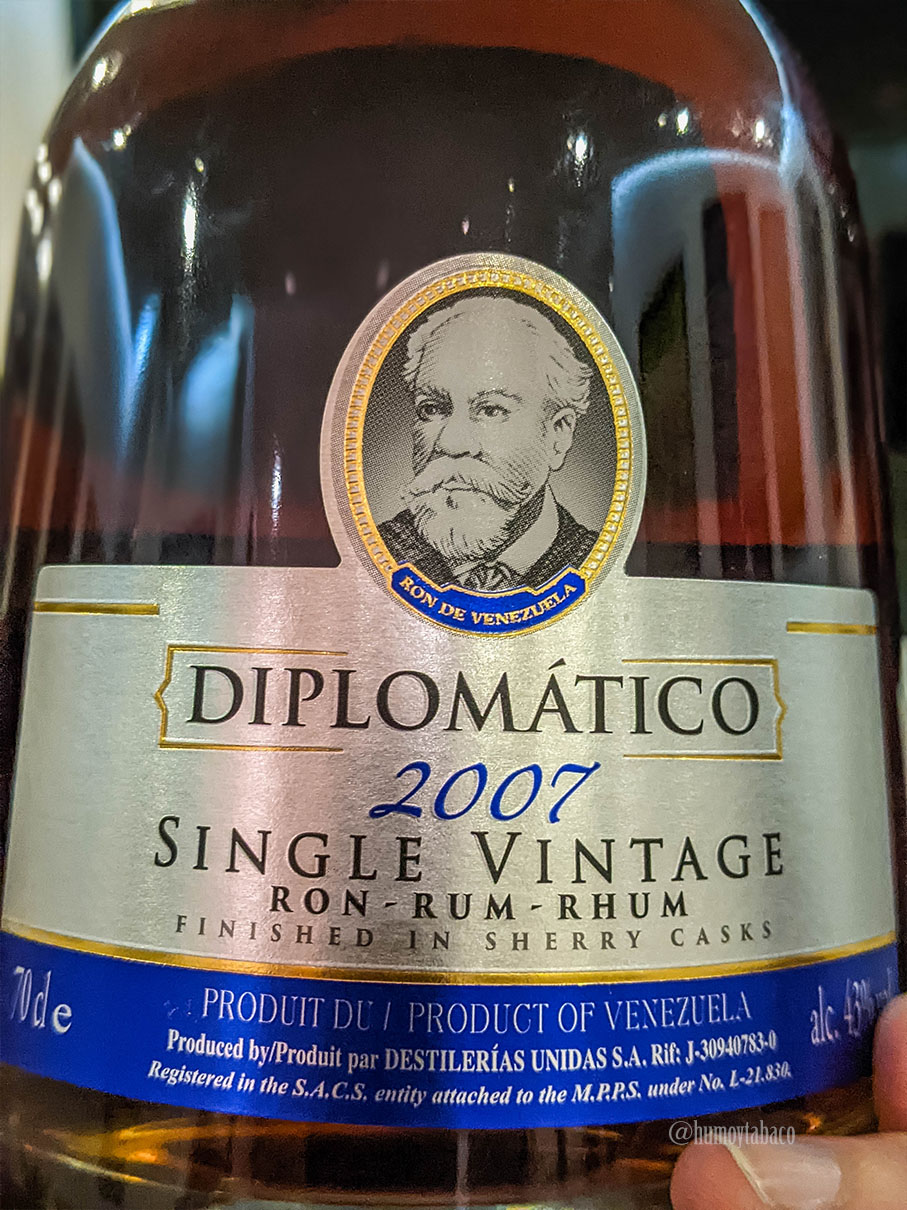 RON DE VENEZUELA
DIPLOMÁTICO
2007
SINGLE VINTAGE
RON - RUM - RHUM
FINISHED IN SHERRY CASKS
70cl e
PRODUIT DU / PRODUCT OF VENEZUELA
alc. 43%
Produced by/Produit par DESTILERÍAS UNIDAS S.A. Rif: J-30940783-0
Registered in the S.A.C.S. entity attached to the M.P.P.S. under No. L-21.830.
@humoytabaco